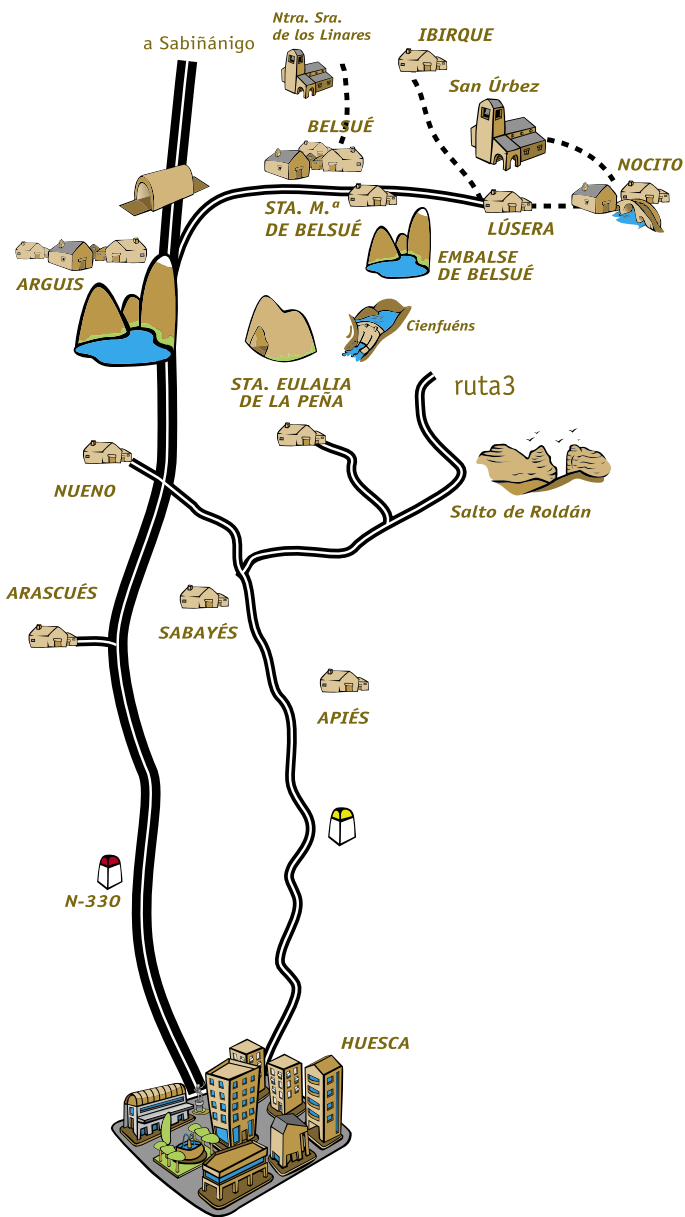 Ntra. Sra.
de los Linares
IBIRQUE
a Sabiñánigo
San Úrbez
BELSUÉ
NOCITO
STA. M.ª
DE BELSUÉ
LÚSERA
EMBALSE
DE BELSUÉ
ARGUIS
Cienfuéns
STA. EULALIA
DE LA PEÑA
ruta3
NUENO
Salto de Roldán
ARASCUÉS
SABAYÉS
APIÉS
N-330
HUESCA